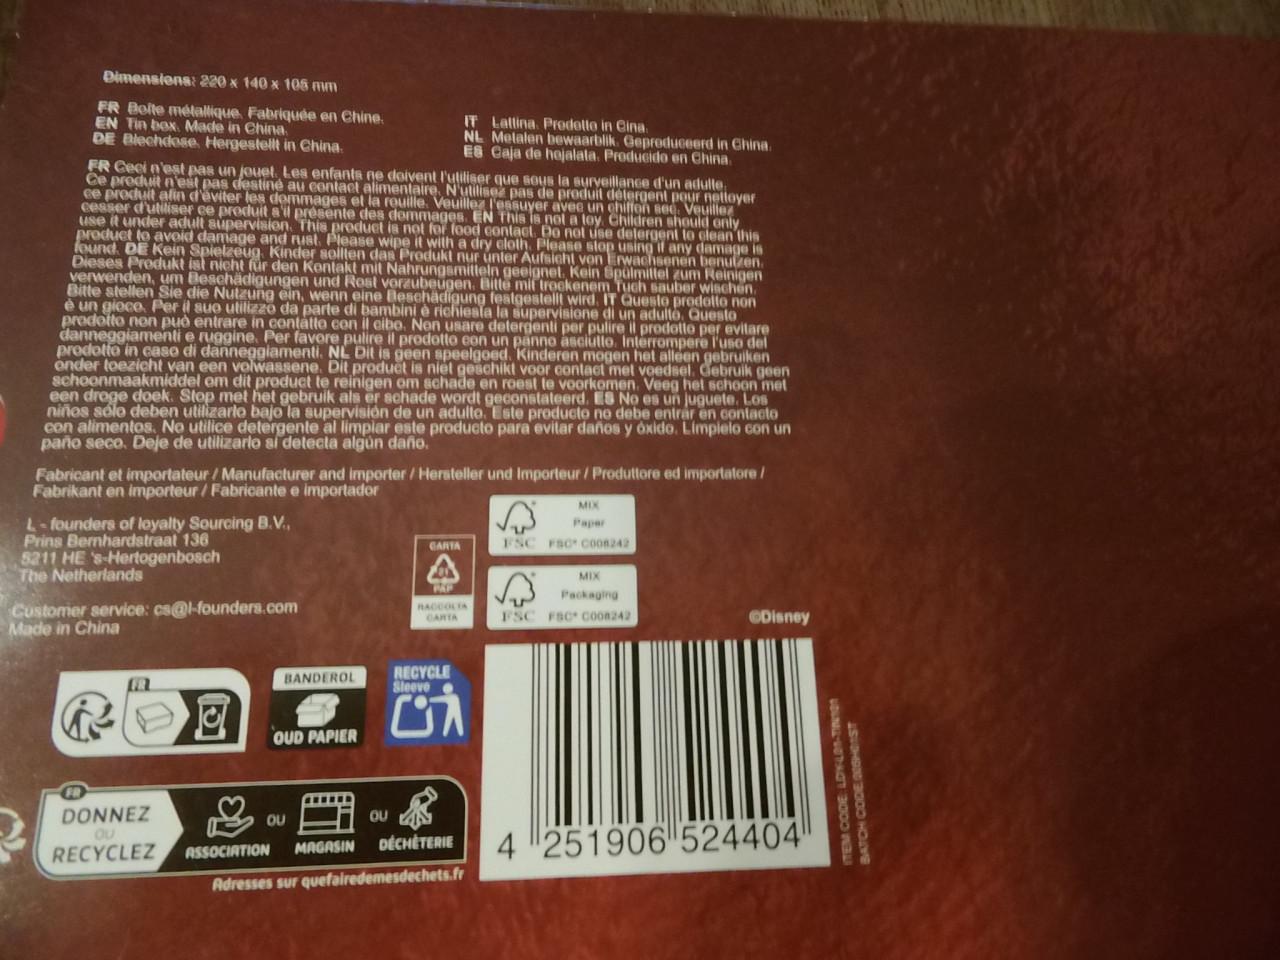 Dimensions: 220 x 140 x 105 mm
FR Boîte métallique. Fabriquée en Chine.
EN Tin box. Made in China.
DE Blechdose. Hergestellt in China.
IT Lattina. Prodotto in Cina.
NL Metalen bewaarblik. Geproduceerd in China.
ES Caja de hojalata. Producido en China.
FR Ceci n'est pas un jouet. Les enfants ne doivent l'utiliser que sous la surveillance d'un adulte.
Ce produit n'est pas destiné au contact alimentaire. N'utilisez pas de produit détergent pour nettoyer
ce produit afin d'éviter les dommages et la rouille. Veuillez l'essuyer avec un chiffon sec. Veuillez
cesser d'utiliser ce produit s'il présente des dommages. EN This is not a toy. Children should only
use it under adult supervision. This product is not for food contact. Do not use detergent to clean this
product to avoid damage and rust. Please wipe it with a dry cloth. Please stop using if any damage is
found. DE Kein Spielzeug. Kinder sollten das Produkt nur unter Aufsicht von Erwachsenen benutzen.
Dieses Produkt ist nicht für den Kontakt mit Nahrungsmitteln geeignet. Kein Spülmittel zum Reinigen
verwenden, um Beschädigungen und Rost vorzubeugen. Bitte mit trockenem Tuch sauber wischen.
Bitte stellen Sie die Nutzung ein, wenn eine Beschädigung festgestellt wird. IT Questo prodotto non
è un gioco. Per il suo utilizzo da parte di bambini è richiesta la supervisione di un adulto. Questo
prodotto non può entrare in contatto con il cibo. Non usare detergenti per pulire il prodotto per evitare
danneggiamenti e ruggine. Per favore pulire il prodotto con un panno asciutto. Interrompere l'uso del
prodotto in caso di danneggiamenti. NL Dit is geen speelgoed. Kinderen mogen het alleen gebruiken
onder toezicht van een volwassene. Dit product is niet geschikt voor contact met voedsel. Gebruik geen
schoonmaakmiddel om dit product te reinigen om schade en roest te voorkomen. Veeg het schoon met
een droge doek. Stop met het gebruik als er schade wordt geconstateerd. ES No es un juguete. Los
niños sólo deben utilizarlo bajo la supervisión de un adulto. Este producto no debe entrar en contacto
con alimentos. No utilice detergente al limpiar este producto para evitar daños y óxido. Límpielo con un
paño seco. Deje de utilizarlo si detecta algún daño.
Fabricant et importateur / Manufacturer and importer / Hersteller und Importeur / Produttore ed importatore /
Fabrikant en importeur / Fabricante e importador
L - founders of loyalty Sourcing B.V.,
Prins Bernhardstraat 136
5211 HE 's-Hertogenbosch
The Netherlands
Customer service: cs@l-founders.com
Made in China
CARTA
21
PAP
RACCOLTA
CARTA
FSC
MIX
Paper
FSC® C008242
FSC
MIX
Packaging
FSC® C008242
©Disney
FR
BANDEROL
OUD PAPIER
RECYCLE
Sleeve
FR
DONNEZ
OU
RECYCLEZ
ASSOCIATION
OU
MAGASIN
OU
DÉCHÈTERIE
Adresses sur quefairedemesdechets.fr
4 251906 524404
ITEM CODE:
BATCH CODE: